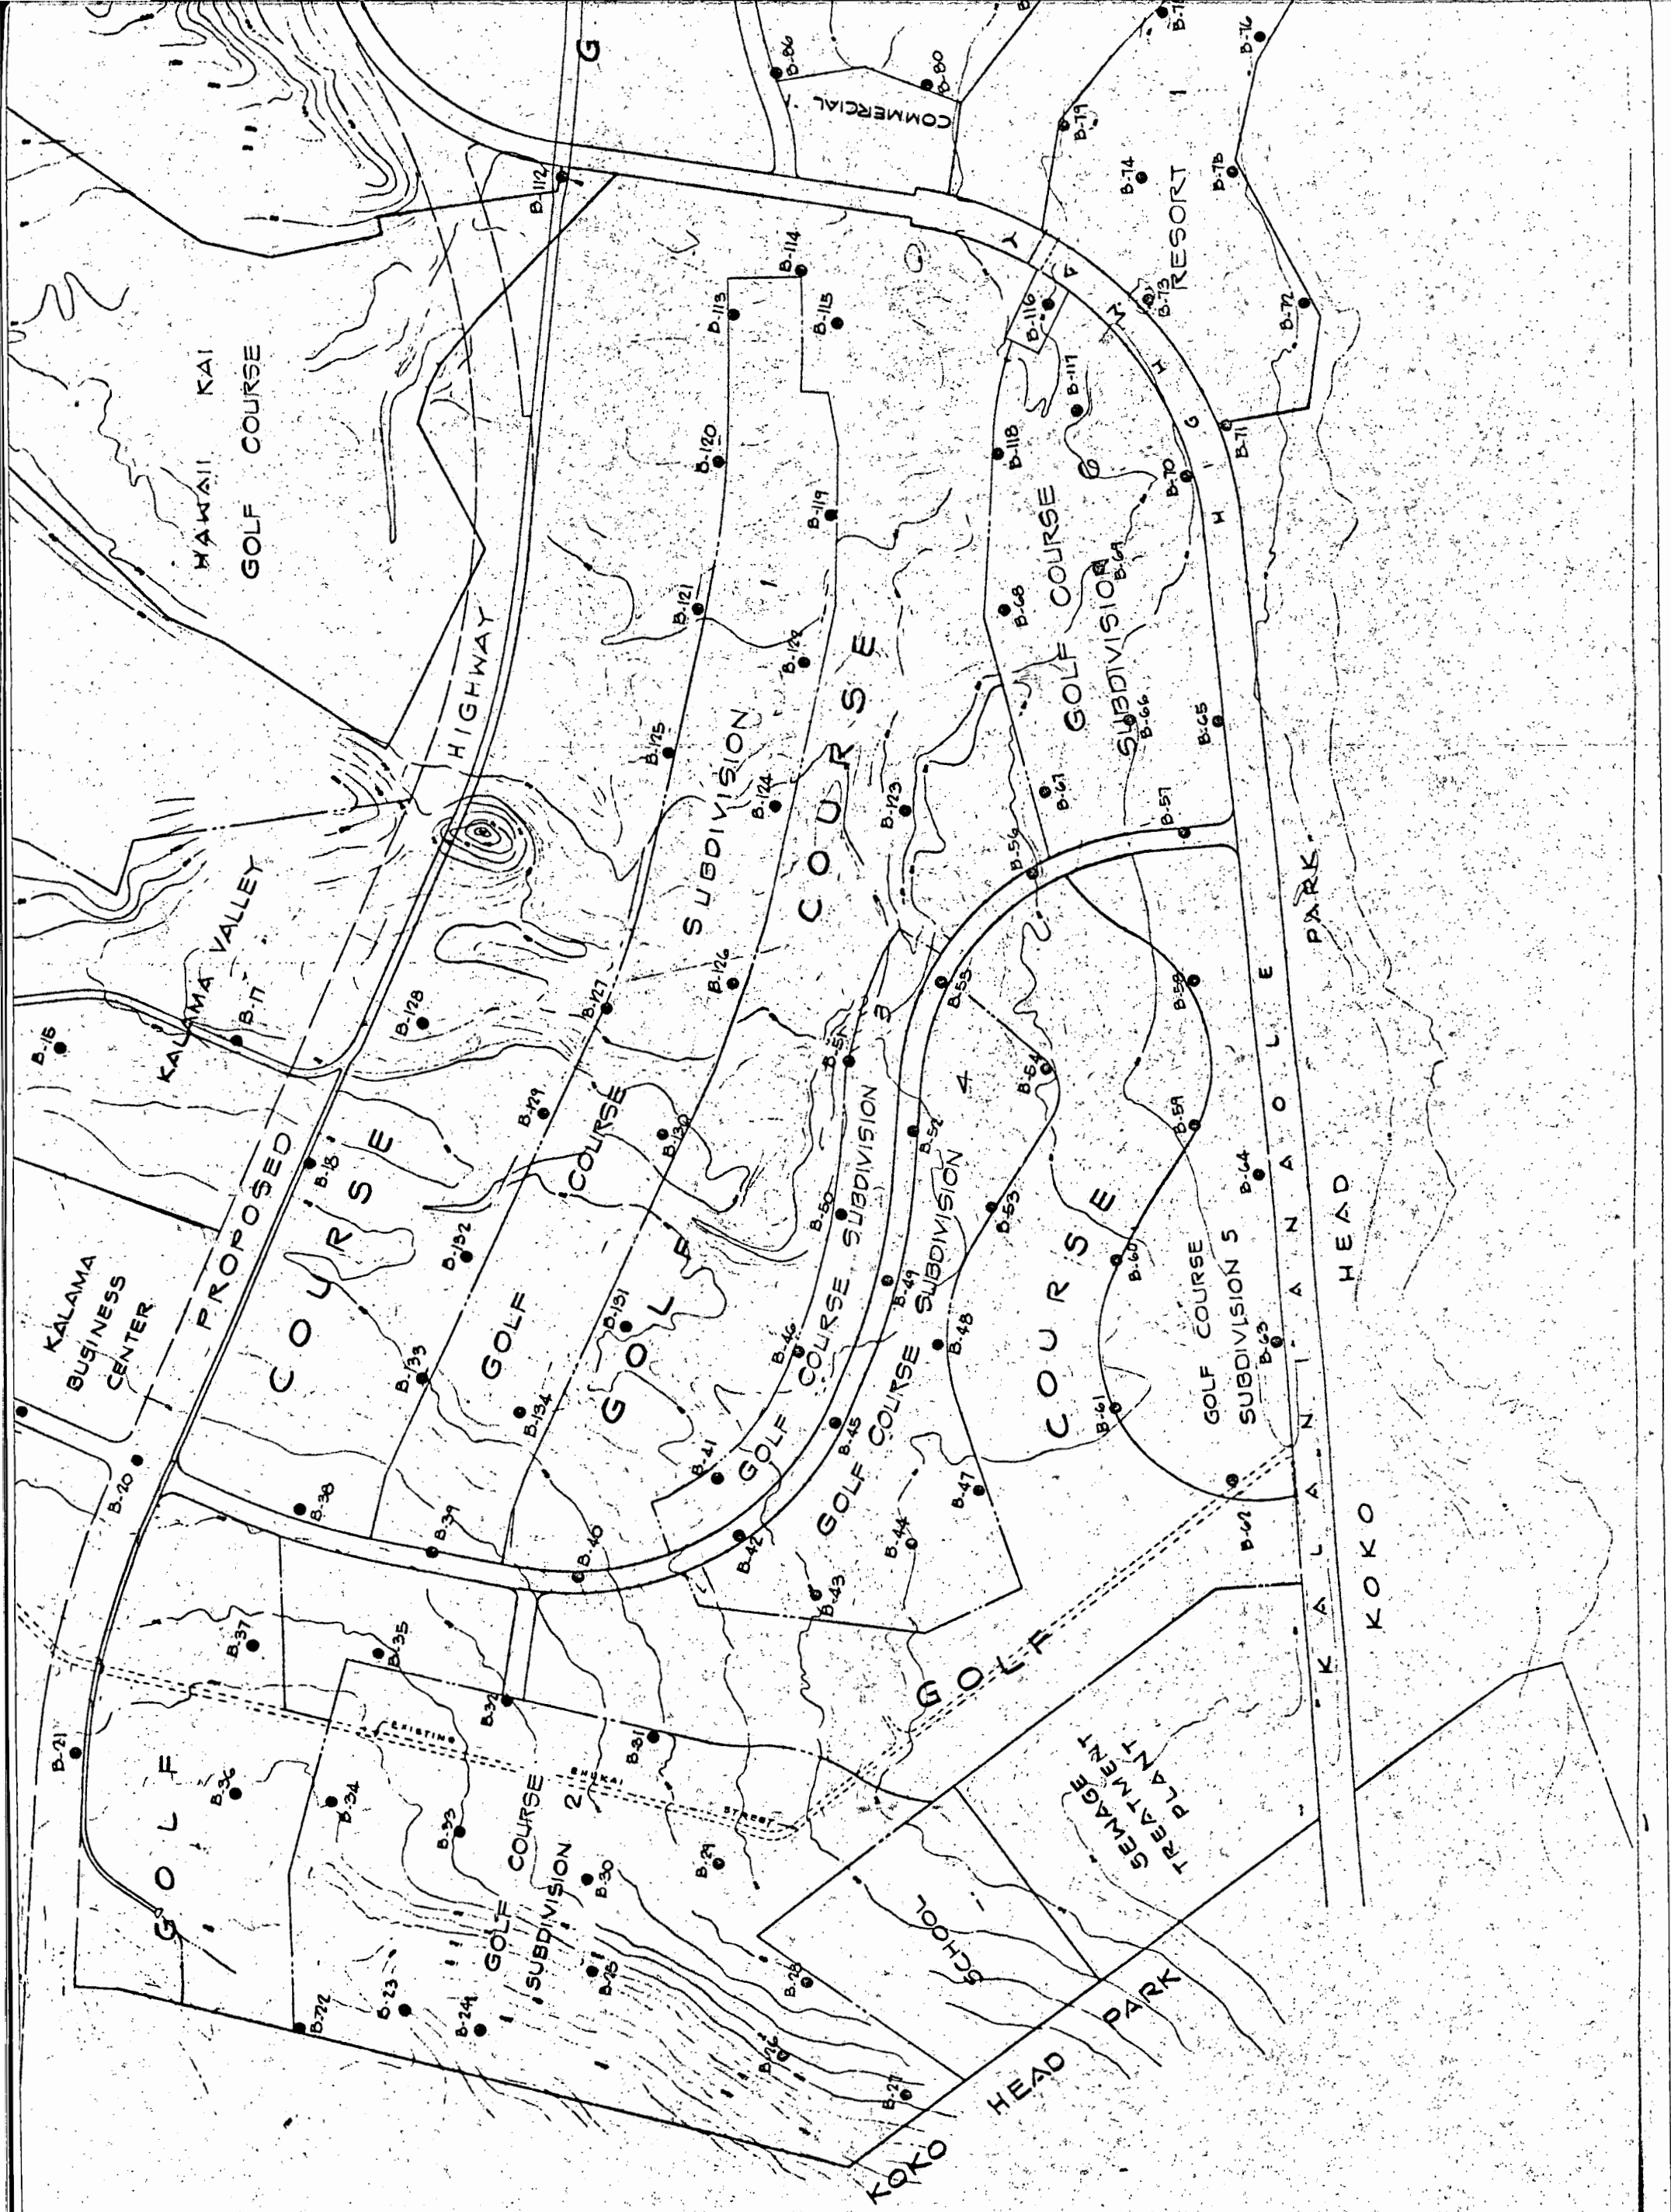 HAWAII KAI
GOLF COURSE
G
B-86
COMMERCIAL 1
B-80
B-76
B-79
B-74
B-75
RESORT 1
B-73
B-72
B-71
B-70
B-112
B-114
B-113
B-115
B-116
B-117
B-118
B-120
B-119
B-121
B-122
B-125
B-124
B-123
SUBDIVISION 1
GOLF COURSE
SUBDIVISION 6
B-68
B-69
B-66
B-65
B-67
B-57
B-56
PROPOSED HIGHWAY
KALAMA VALLEY
B-15
B-17
B-18
B-128
B-127
B-126
B-129
B-130
B-132
B-131
B-133
B-134
GOLF COURSE
GOLF COURSE
KALAMA
BUSINESS
CENTER
B-20
B-21
B-38
B-39
B-40
B-41
B-42
B-43
B-44
B-45
B-46
B-47
B-48
B-49
B-50
B-51
B-52
B-53
B-54
B-55
B-58
B-59
B-60
B-61
B-62
B-63
B-64
GOLF COURSE SUBDIVISION 3
GOLF COURSE SUBDIVISION 4
GOLF COURSE
SUBDIVISION 5
GOLF COURSE
KALANIANAOLE HIGHWAY
KOKO HEAD PARK
GOLF COURSE
B-37
B-36
B-35
B-34
B-33
B-32
B-31
B-30
B-29
B-28
B-27
B-26
B-25
B-24
B-23
B-22
EXISTING STREET
GOLF COURSE
SUBDIVISION 2
SCHOOL
SEWAGE
TREATMENT
PLANT
KOKO HEAD PARK